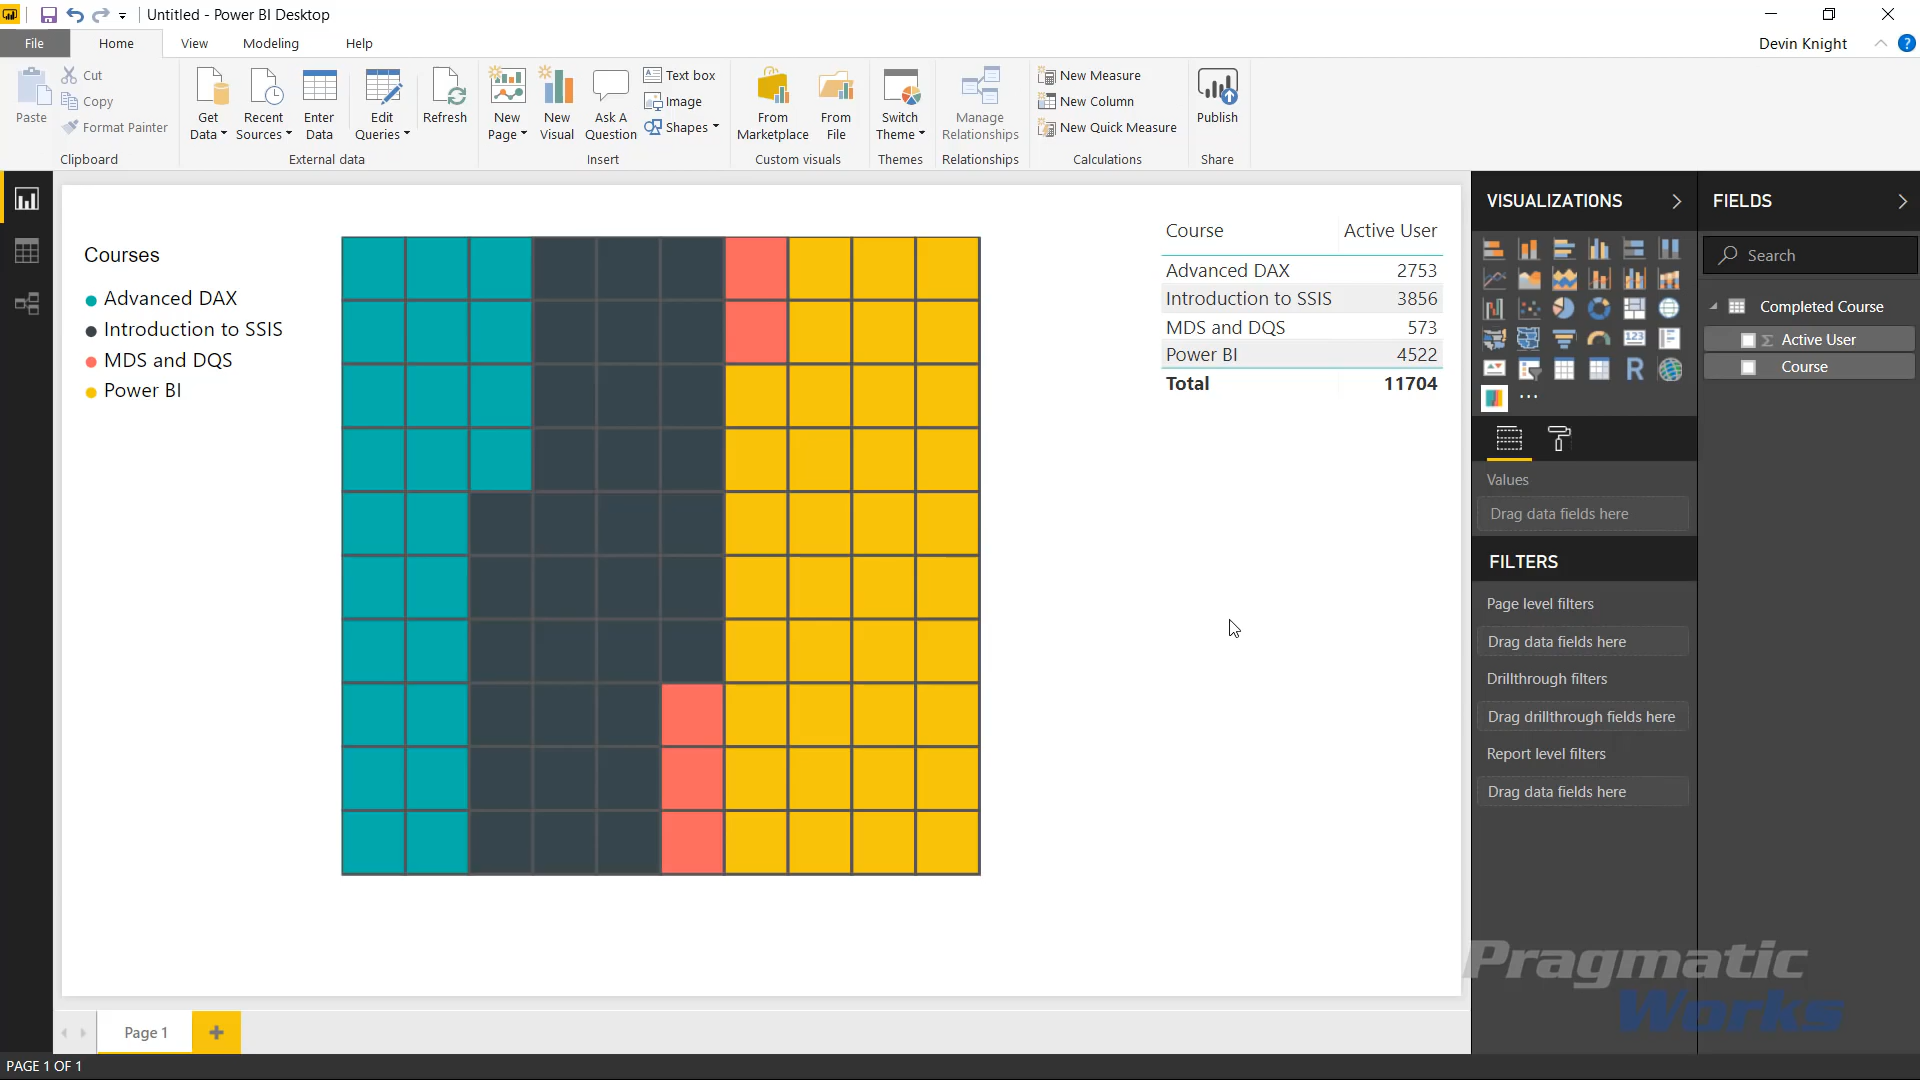 Untitled - Power BI Desktop
File Home View Modeling Help
Devin Knight
?
Paste
Cut
Copy
Format Painter
Clipboard
Get Data
Recent Sources
Enter Data
Edit Queries
Refresh
External data
New Page
New Visual
Ask A Question
Text box
Image
Shapes
Insert
From Marketplace
From File
Custom visuals
Switch Theme
Themes
Manage Relationships
Relationships
New Measure
New Column
New Quick Measure
Calculations
Publish
Share
Courses
Advanced DAX
Introduction to SSIS
MDS and DQS
Power BI
Course Active User
Advanced DAX 2753
Introduction to SSIS 3856
MDS and DQS 573
Power BI 4522
Total 11704
VISUALIZATIONS
123
R
Values
Drag data fields here
FILTERS
Page level filters
Drag data fields here
Drillthrough filters
Drag drillthrough fields here
Report level filters
Drag data fields here
FIELDS
Search
Completed Course
Σ Active User
Course
Pragmatic
Works
Page 1
PAGE 1 OF 1